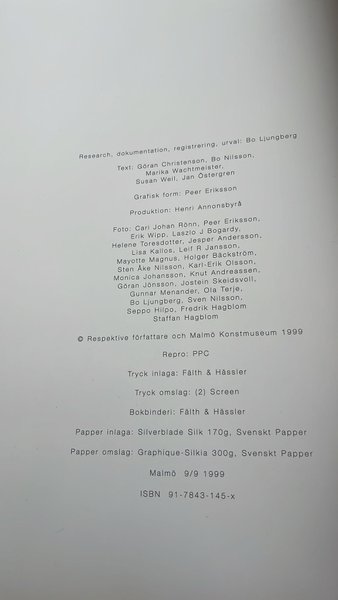 Research, dokumentation, registrering, urval: Bo Ljungberg
Text: Göran Christenson, Bo Nilsson,
Marika Wachtmeister,
Susan Weil, Jan Östergren
Grafisk form: Peer Eriksson
Produktion: Henri Annonsbyrå
Foto: Carl Johan Rönn, Peer Eriksson,
Erik Wipp, Laszlo J Bogardy,
Helene Toresdotter, Jesper Andersson,
Lisa Kallos, Leif R Jansson,
Mayotte Magnus, Holger Bäckström,
Sten Åke Nilsson, Karl-Erik Olsson,
Monica Johansson, Knut Andreassen,
Göran Jönsson, Jostein Skeidsvoll,
Gunnar Menander, Ola Terje,
Bo Ljungberg, Sven Nilsson,
Seppo Hilpo, Fredrik Hagblom
Staffan Hagblom
© Respektive författare och Malmö Konstmuseum 1999
Repro: PPC
Tryck inlaga: Fälth & Hässler
Tryck omslag: (2) Screen
Bokbinderi: Fälth & Hässler
Papper inlaga: Silverblade Silk 170g, Svenskt Papper
Papper omslag: Graphique-Silkia 300g, Svenskt Papper
Malmö 9/9 1999
ISBN 91-7843-145-x